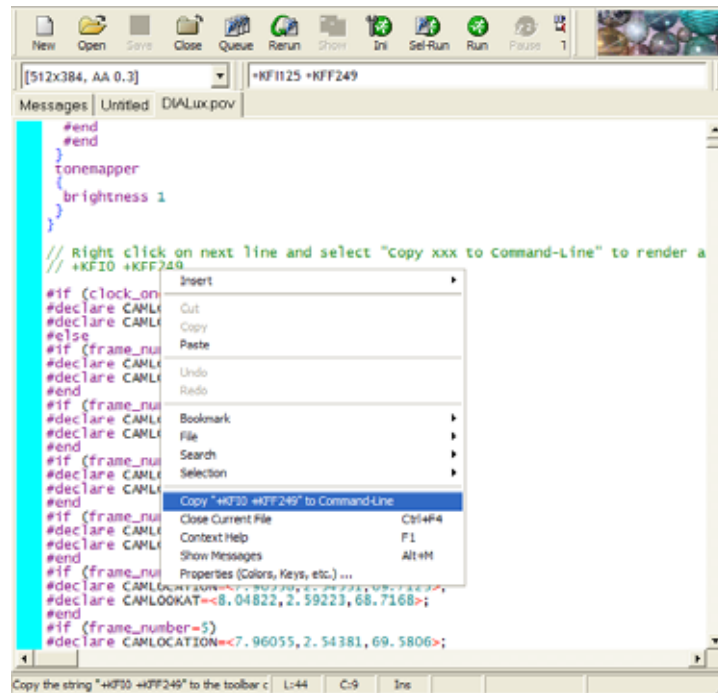 New Open Save Close Queue Rerun Show Ini Sel-Run Run Pause
[512x384, AA 0.3] +KFI125 +KFF249
Messages Untitled DIALux.pov
#end
#end
}
tonemapper
{
brightness 1
}
}
// Right click on next line and select "Copy xxx to Command-Line" to render a
// +KFI0 +KFF249
#if (clock_on
#declare CAML
#declare CAML
#else
#if (frame_nu
#declare CAML
#declare CAML
#end
#if (frame_nu
#declare CAML
#declare CAML
#end
#if (frame_nu
#declare CAML
#declare CAML
#end
#if (frame_nu
#declare CAML
#declare CAML
#end
#if (frame_nu
#declare CAMLOCATION=
#declare CAMLOOKAT=<8.04822,2.59223,68.7168>;
#end
#if (frame_number=5)
#declare CAMLOCATION=<7.96055,2.54381,69.5806>;
Insert
Cut
Copy
Paste
Undo
Redo
Bookmark
File
Search
Selection
Copy "+KFI0 +KFF249" to Command-Line
Close Current File Ctrl+F4
Context Help F1
Show Messages Alt+M
Properties (Colors, Keys, etc.) ...
Copy the string "+KFI0 +KFF249" to the toolbar c L:44 C:9 Ins